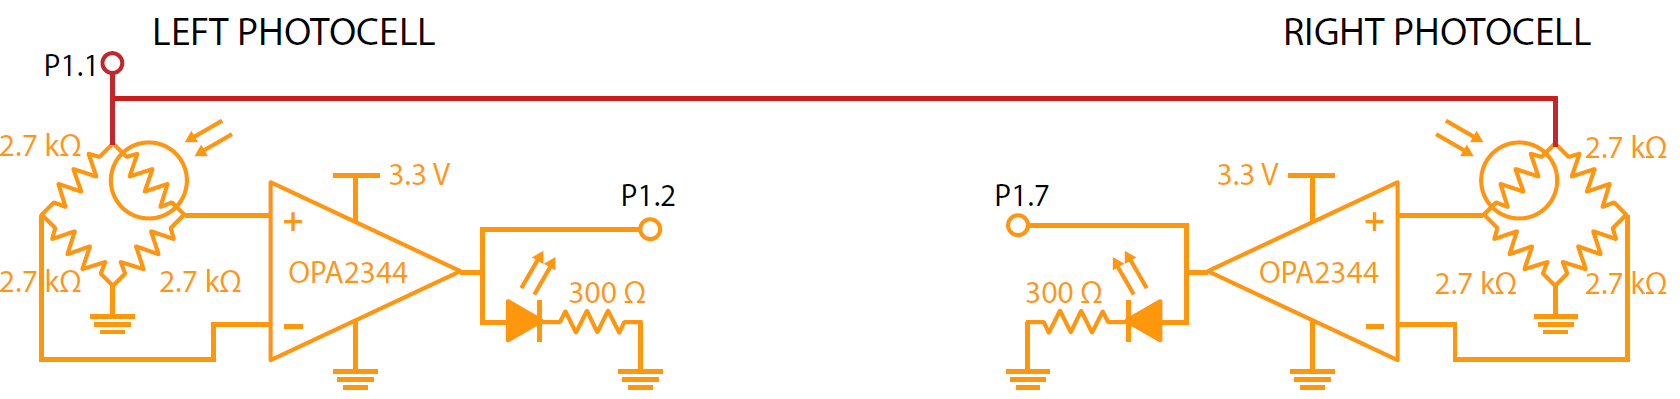 LEFT PHOTOCELL
RIGHT PHOTOCELL
P1.1
2.7 kΩ
2.7 kΩ
2.7 kΩ
+
−
OPA2344
3.3 V
P1.2
300 Ω
P1.7
300 Ω
3.3 V
OPA2344
+
−
2.7 kΩ
2.7 kΩ
2.7 kΩ